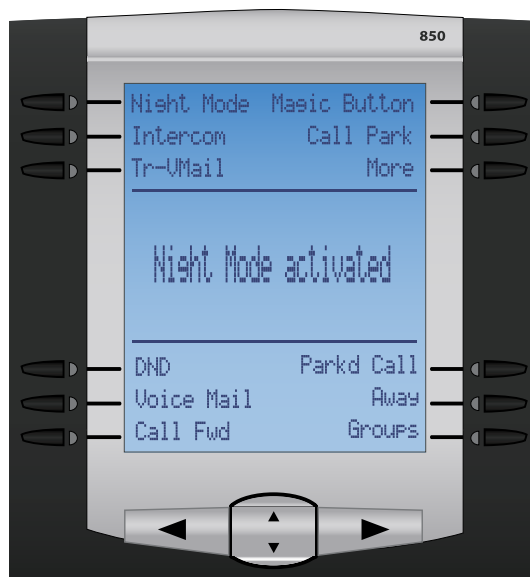 850
Night Mode Magic Button
Intercom Call Park
Tr-VMail More
Night Mode activated
DND Parkd Call
Voice Mail Away
Call Fwd Groups